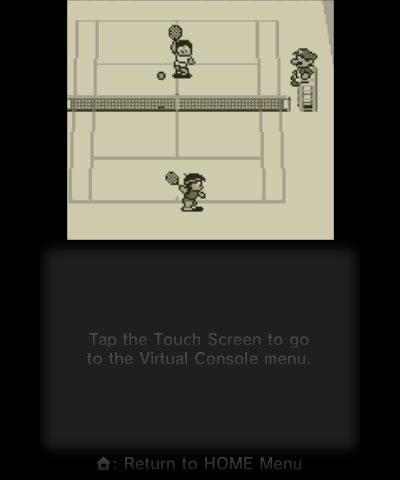 Tap the Touch Screen to go
to the Virtual Console menu.
: Return to HOME Menu